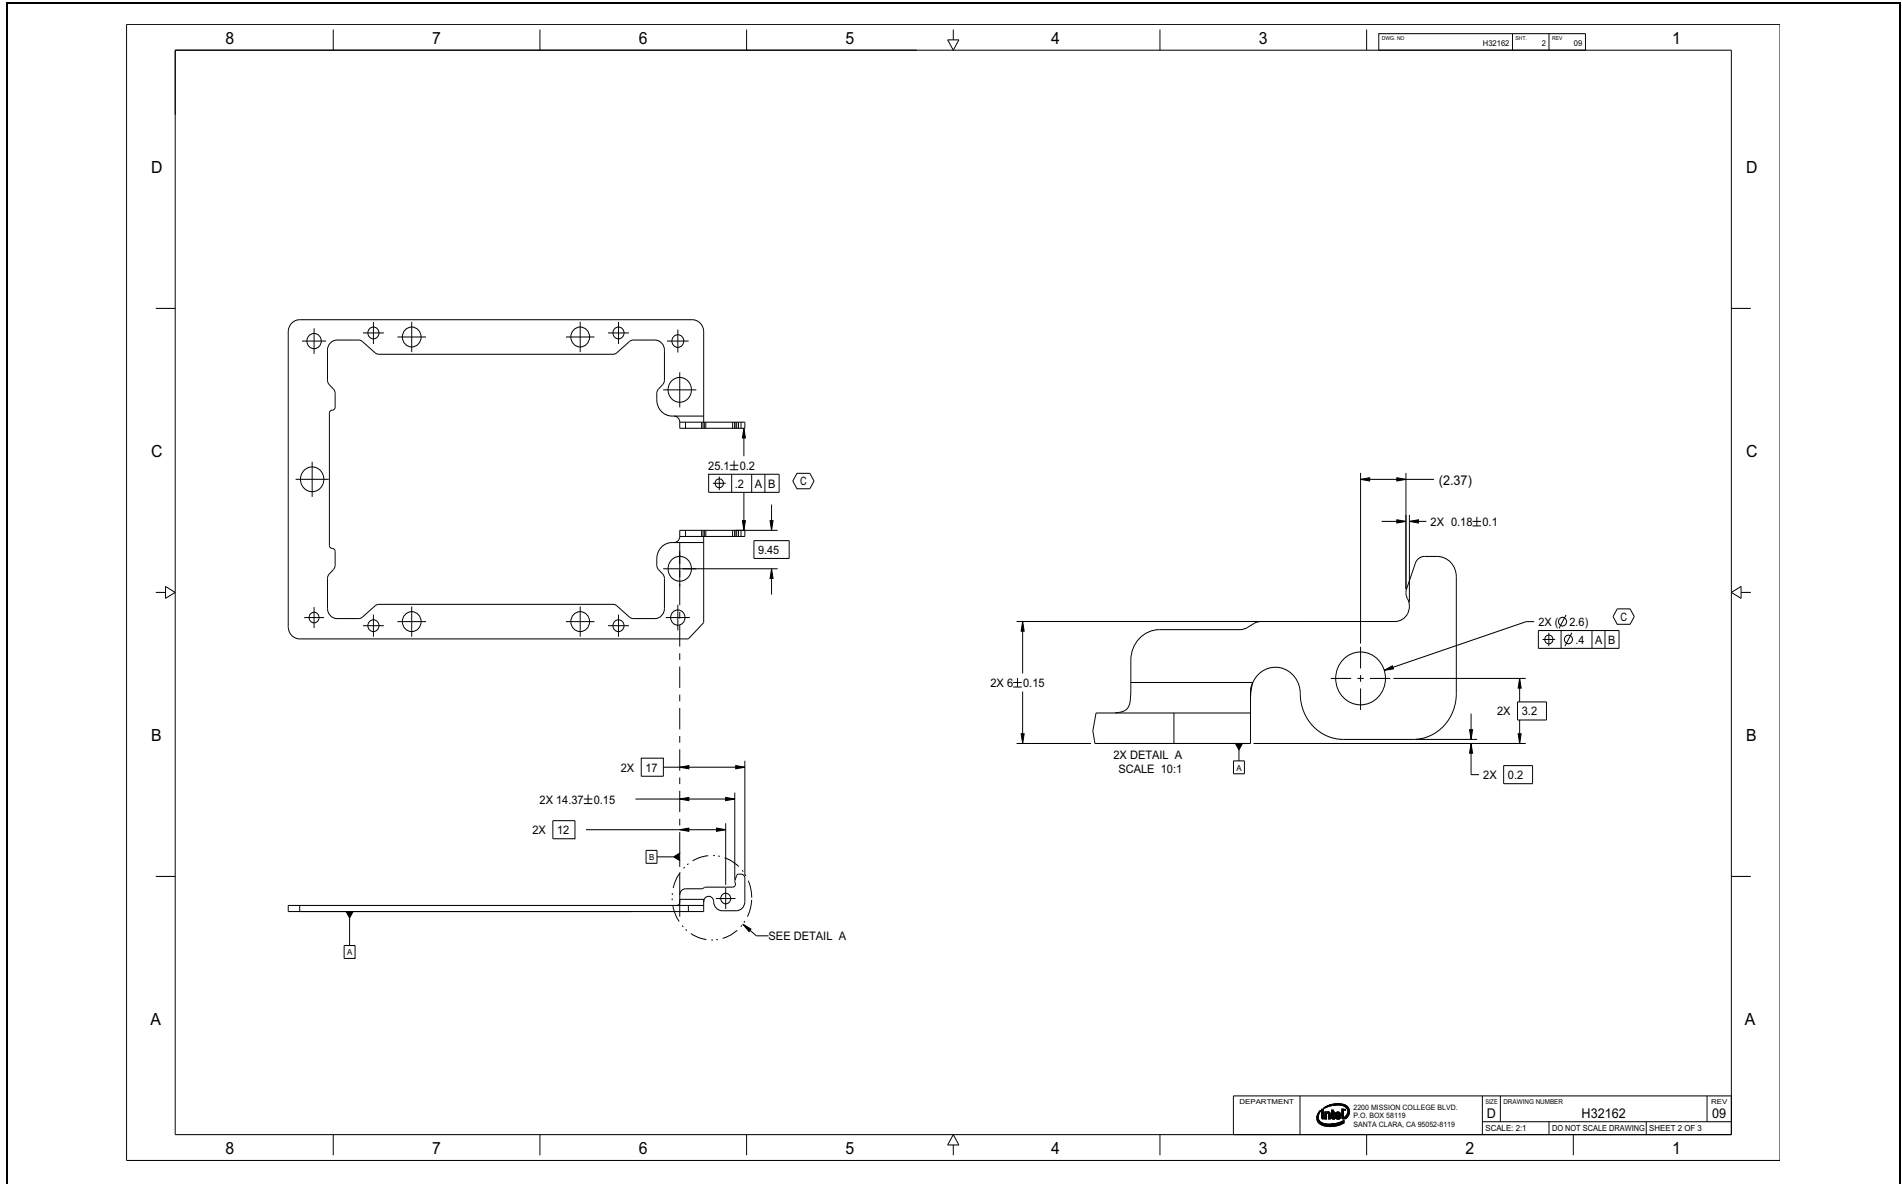 8 7 6 5 4 3 2 1
DWG. NO H32162 SHT. 2 REV 09
D D
25.1±0.2
⌖ .2 A B
C
9.45
C C
(2.37)
2X 0.18±0.1
2X (Ø 2.6)
C
⌖ Ø.4 A B
2X 6±0.15
2X 3.2
2X DETAIL A
SCALE 10:1
A
2X 0.2
B B
2X 17
2X 14.37±0.15
2X 12
B
SEE DETAIL A
A
A A
DEPARTMENT
intel
2200 MISSION COLLEGE BLVD.
P.O. BOX 58119
SANTA CLARA, CA 95052-8119
SIZE DRAWING NUMBER REV
D H32162 09
SCALE: 2:1 DO NOT SCALE DRAWING SHEET 2 OF 3
8 7 6 5 4 3 2 1